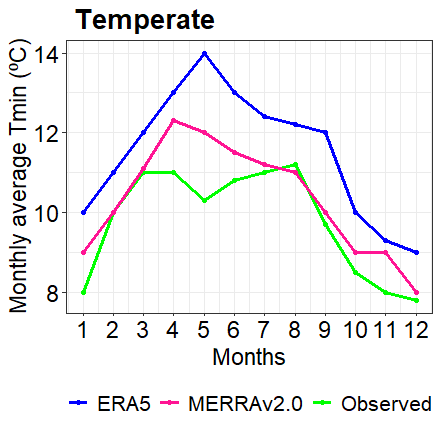 Temperate
Monthly average Tmin (ºC)
14
12
10
8
1 2 3 4 5 6 7 8 9 10 11 12
Months
ERA5 MERRAv2.0 Observed